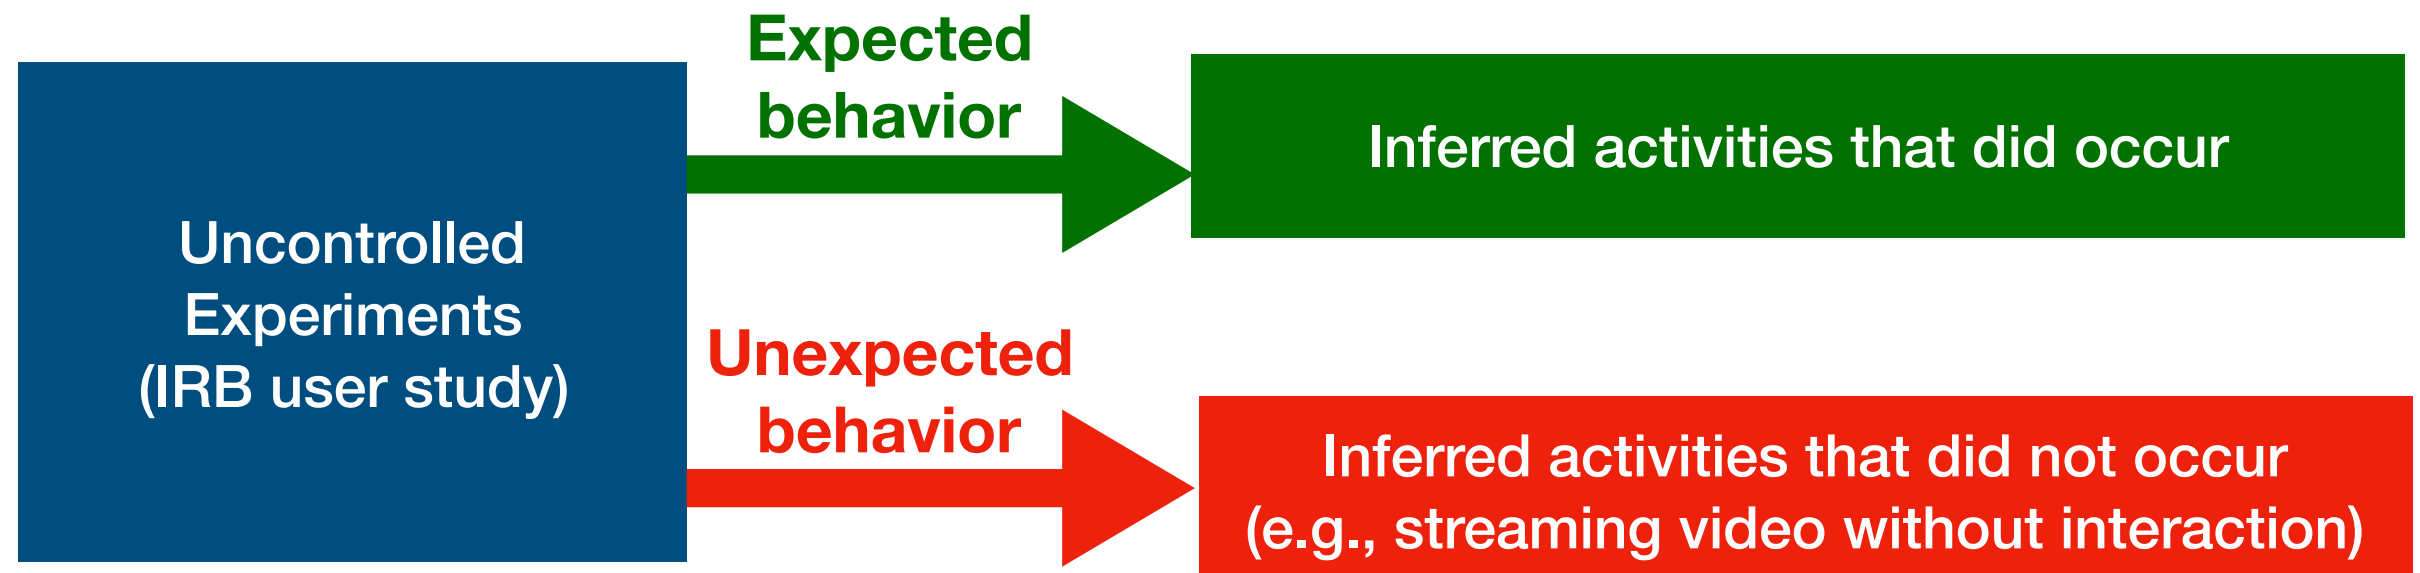 Uncontrolled
Experiments
(IRB user study)
Expected
behavior
Inferred activities that did occur
Unexpected
behavior
Inferred activities that did not occur
(e.g., streaming video without interaction)